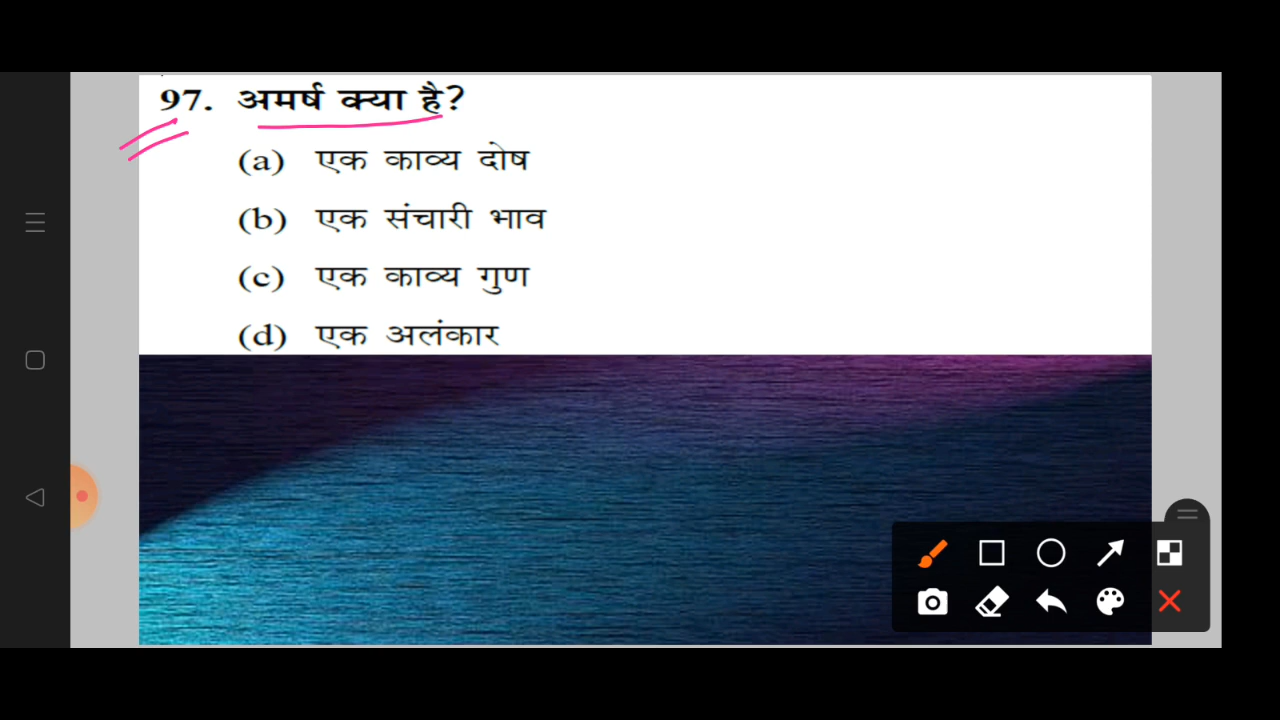 97. अमर्ष क्या है?
(a) एक काव्य दोष
(b) एक संचारी भाव
(c) एक काव्य गुण
(d) एक अलंकार